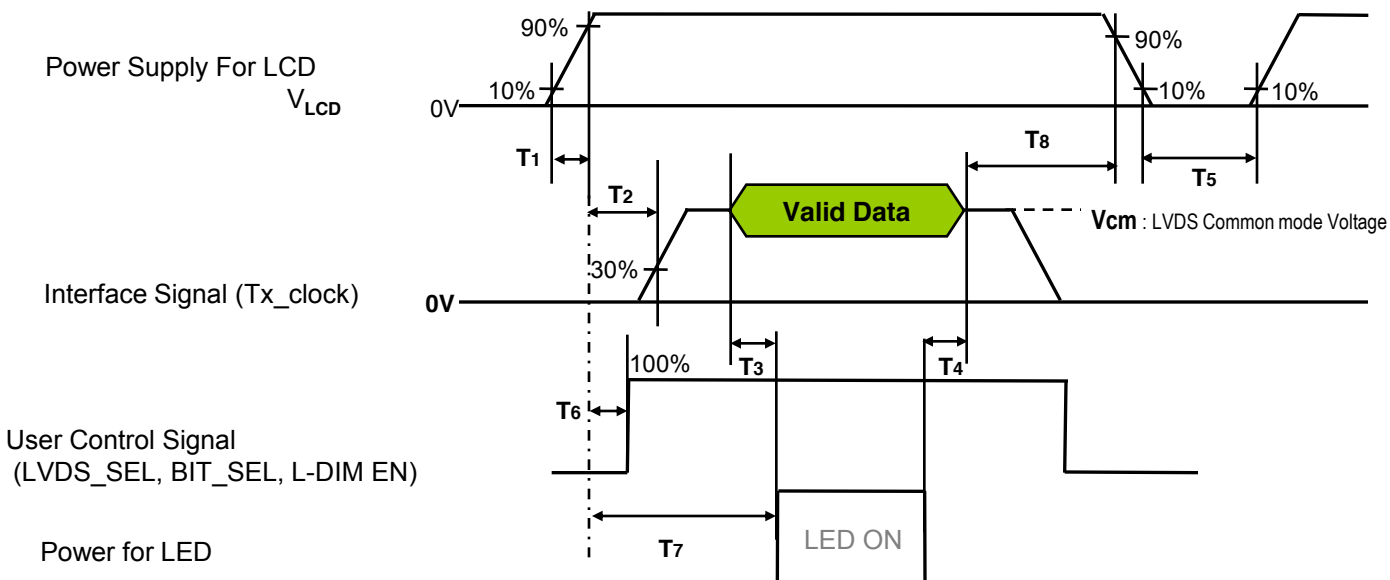 90%
90%
Power Supply For LCD
VLCD
10%
10%
10%
0V
T1
T8
T2
T5
Valid Data
Vcm : LVDS Common mode Voltage
30%
Interface Signal (Tx_clock)
0V
100%
T3
T4
T6
User Control Signal
(LVDS_SEL, BIT_SEL, L-DIM EN)
T7
LED ON
Power for LED